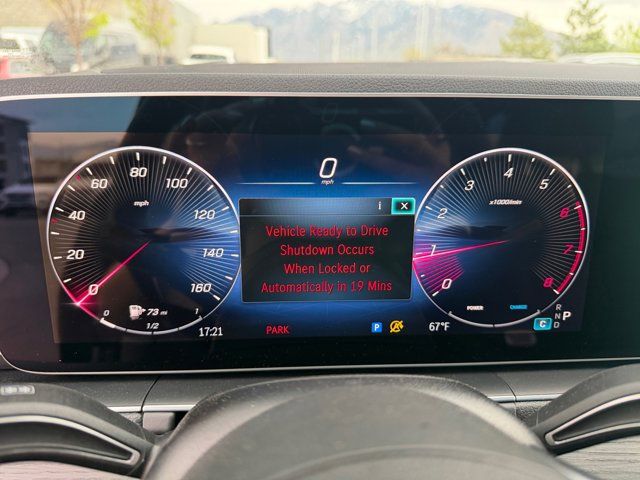 0
mph
i X
Vehicle Ready to Drive
Shutdown Occurs
When Locked or
Automatically in 19 Mins
0 20 40 60 80 100 120 140 160
mph
73 mi
0 1/2 1
17:21
PARK
P
67°F
0 1 2 3 4 5 6 7 8
x1000/min
POWER CHARGE
C
R
N P
D